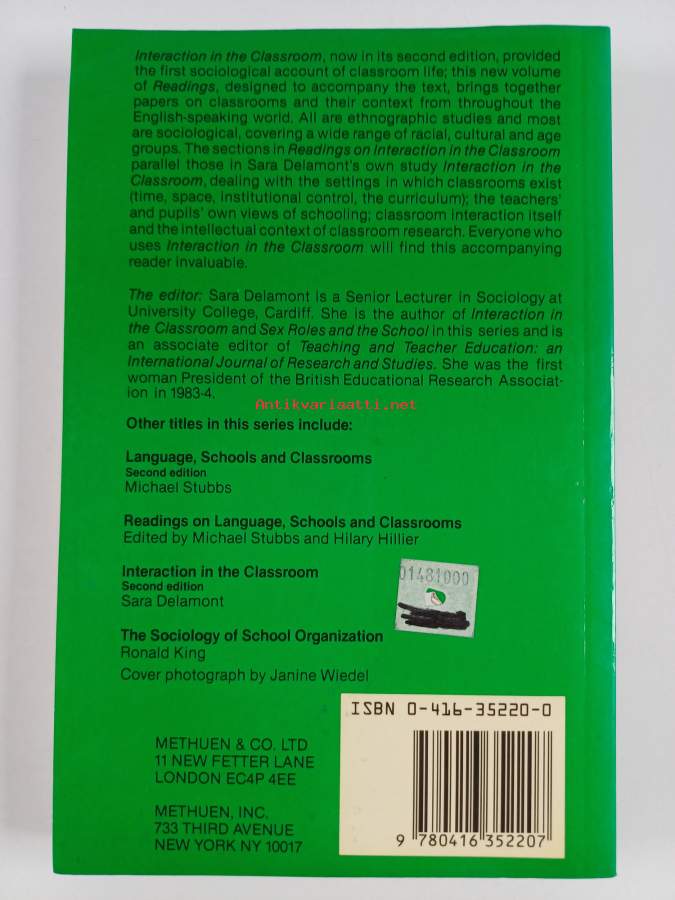 Interaction in the Classroom, now in its second edition, provided
the first sociological account of classroom life; this new volume
of Readings, designed to accompany the text, brings together
papers on classrooms and their context from throughout the
English-speaking world. All are ethnographic studies and most
are sociological, covering a wide range of racial, cultural and age
groups. The sections in Readings on Interaction in the Classroom
parallel those in Sara Delamont's own study Interaction in the
Classroom, dealing with the settings in which classrooms exist
(time, space, institutional control, the curriculum); the teachers'
and pupils' own views of schooling; classroom interaction itself
and the intellectual context of classroom research. Everyone who
uses Interaction in the Classroom will find this accompanying
reader invaluable.
The editor: Sara Delamont is a Senior Lecturer in Sociology at
University College, Cardiff. She is the author of Interaction in
the Classroom and Sex Roles and the School in this series and is
an associate editor of Teaching and Teacher Education: an
International Journal of Research and Studies. She was the first
woman President of the British Educational Research Associat-
ion in 1983-4.
Antikvariaatti.net
Other titles in this series include:
Language, Schools and Classrooms
Second edition
Michael Stubbs
Readings on Language, Schools and Classrooms
Edited by Michael Stubbs and Hilary Hillier
Interaction in the Classroom
Second edition
Sara Delamont
01481000
The Sociology of School Organization
Ronald King
Cover photograph by Janine Wiedel
ISBN 0-416-35220-0
METHUEN & CO. LTD
11 NEW FETTER LANE
LONDON EC4P 4EE
METHUEN, INC.
733 THIRD AVENUE
NEW YORK NY 10017
9 780416 352207